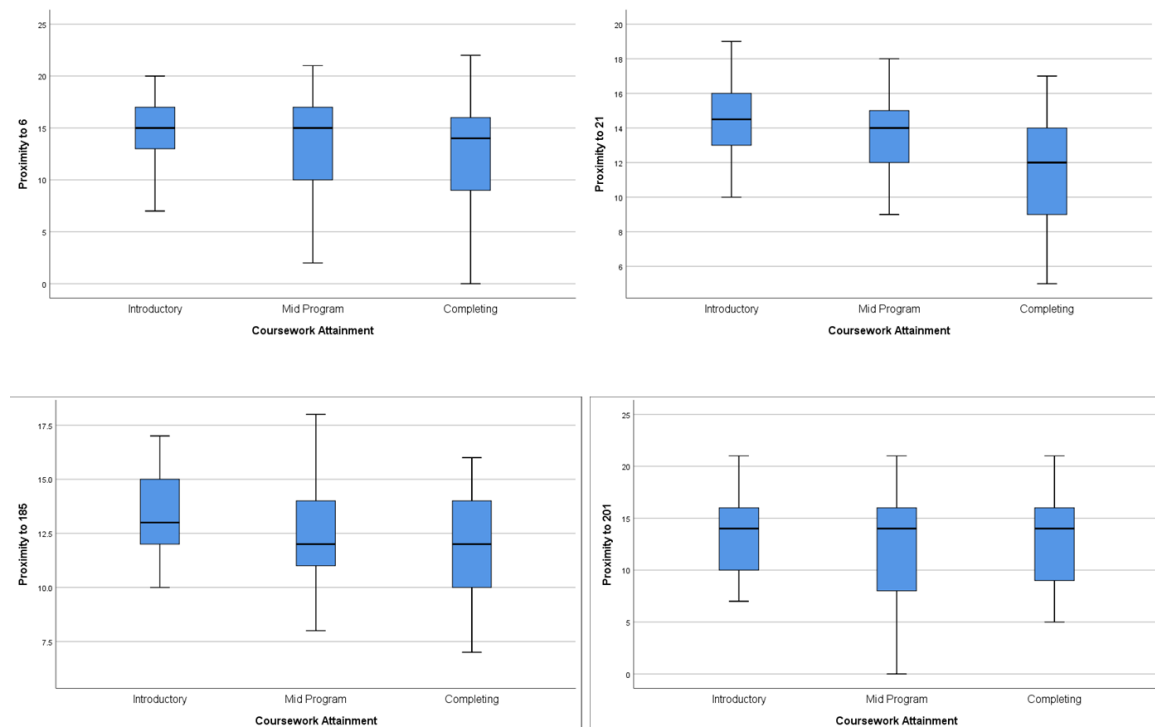 25
20
15
10
5
0
Proximity to 6
Introductory Mid Program Completing
Coursework Attainment
20
18
16
14
12
10
8
6
Proximity to 21
Introductory Mid Program Completing
Coursework Attainment
17.5
15.0
12.5
10.0
7.5
Proximity to 185
Introductory Mid Program Completing
Coursework Attainment
25
20
15
10
5
0
Proximity to 201
Introductory Mid Program Completing
Coursework Attainment